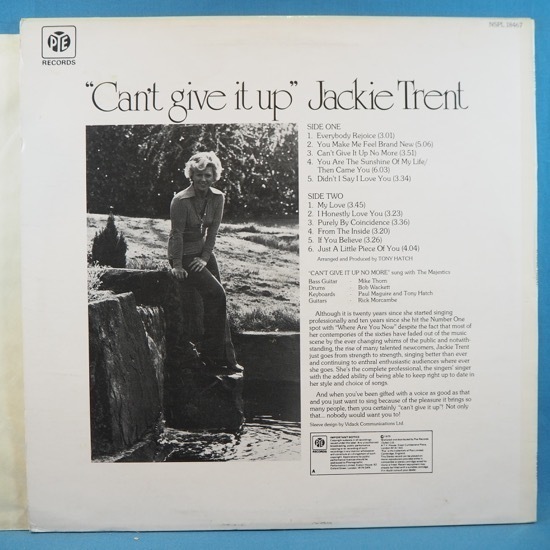 NSPL 18467
PYE
RECORDS
"Can't give it up" Jackie Trent
SIDE ONE
1. Everybody Rejoice (3.01)
2. You Make Me Feel Brand New (5.06)
3. Can't Give It Up No More (3.51)
4. You Are The Sunshine Of My Life/
Then Came You (6.03)
5. Didn't I Say I Love You (3.34)
SIDE TWO
1. My Love (3.45)
2. I Honestly Love You (3.23)
3. Purely By Coincidence (3.36)
4. From The Inside (3.20)
5. If You Believe (3.26)
6. Just A Little Piece Of You (4.04)
Arranged and Produced by TONY HATCH
"CAN'T GIVE IT UP NO MORE" sung with The Majestics
Bass Guitar - Mike Thorn
Drums - Bob Wackett
Keyboards - Paul Maguire and Tony Hatch
Guitars - Rick Morcambe
Although it is twenty years since she started singing
professionally and ten years since she hit the Number One
spot with "Where Are You Now" despite the fact that most of
her contempories of the sixties have faded out of the music
scene by the ever changing whims of the public and notwith-
standing, the rise of many talented newcomers, Jackie Trent
just goes from strength to strength, singing better than ever
and continuing to enthral enthusiastic audiences where ever
she goes. She's the complete professional, the singers' singer
with the added ability of being able to keep right up to date in
her style and choice of songs.
And when you've been gifted with a voice as good as that
and you just want to sing because of the pleasure it brings so
many people, then you certainly "can't give it up"! Not only
that... nobody would want you to!
Sleeve design by Vidack Communications Ltd.
PYE
RECORDS
IMPORTANT NOTICE
A